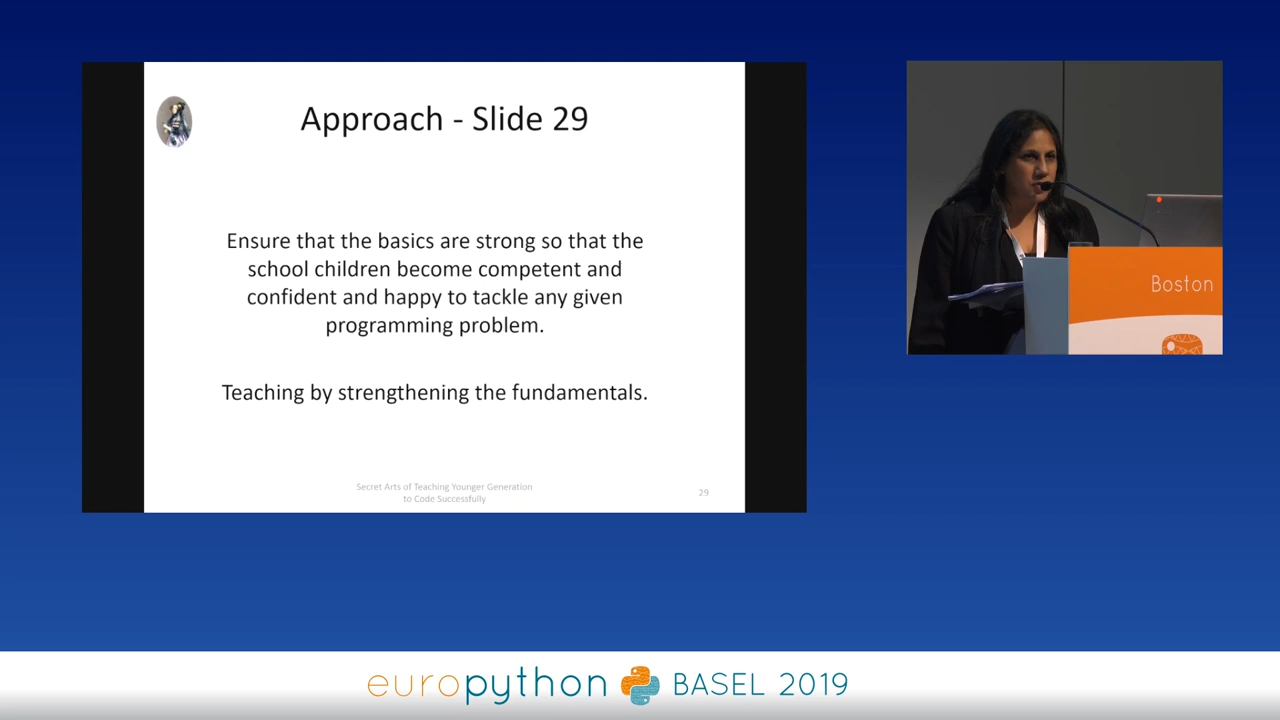 Approach - Slide 29
Ensure that the basics are strong so that the
school children become competent and
confident and happy to tackle any given
programming problem.
Teaching by strengthening the fundamentals.
Secret Arts of Teaching Younger Generation
to Code Successfully
29
Boston
europython BASEL 2019